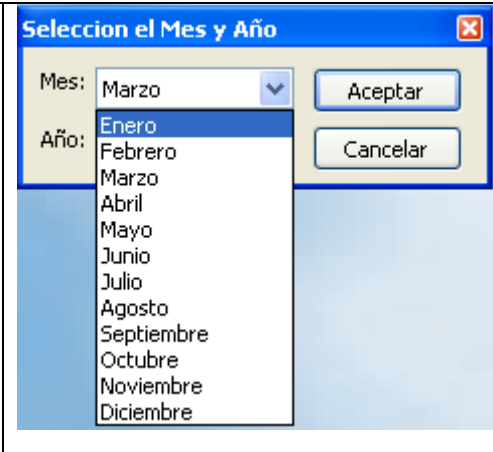 Seleccion el Mes y Año
Mes: Marzo Aceptar
Enero
Año: Cancelar
Febrero
Marzo
Abril
Mayo
Junio
Julio
Agosto
Septiembre
Octubre
Noviembre
Diciembre